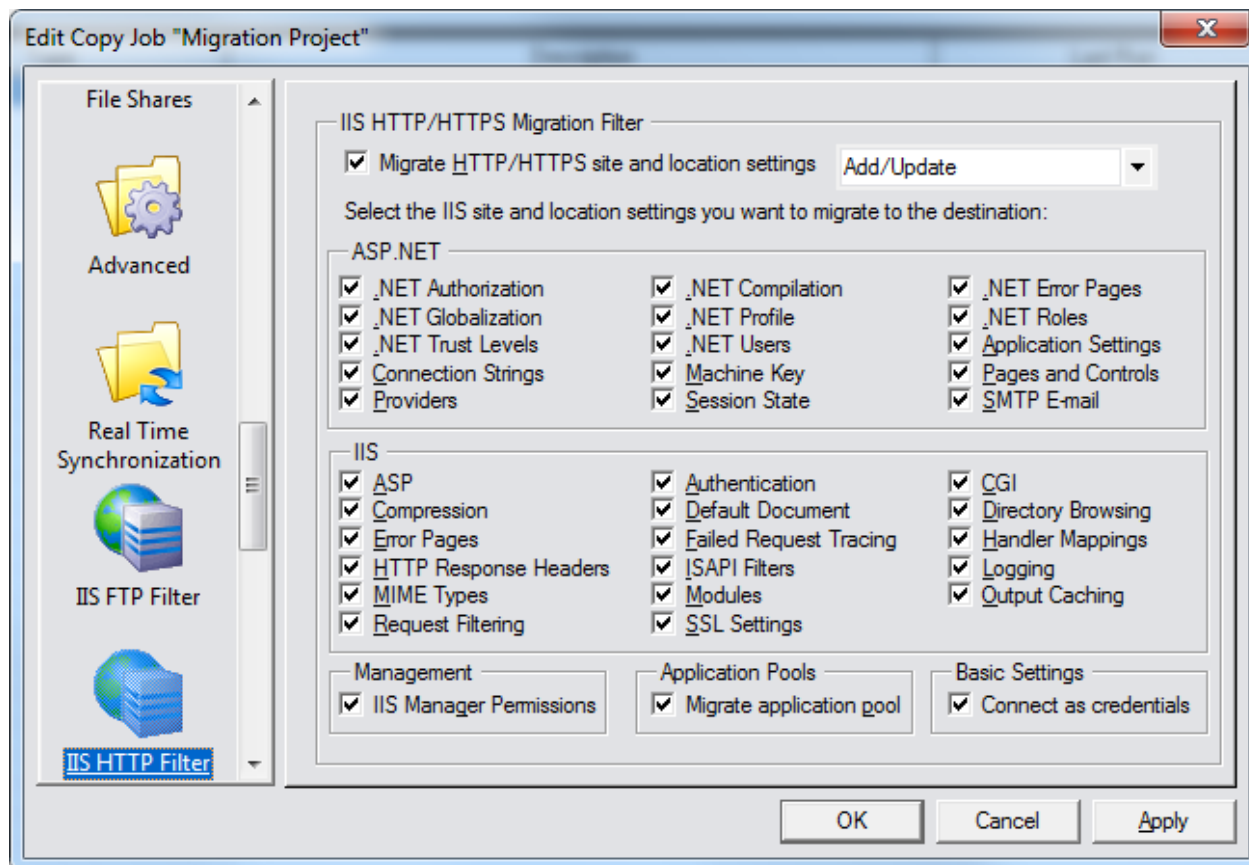 Edit Copy Job "Migration Project"
File Shares
Advanced
Real Time
Synchronization
IIS FTP Filter
IIS HTTP Filter
IIS HTTP/HTTPS Migration Filter
Migrate HTTP/HTTPS site and location settings Add/Update
Select the IIS site and location settings you want to migrate to the destination:
ASP.NET
.NET Authorization .NET Compilation .NET Error Pages
.NET Globalization .NET Profile .NET Roles
.NET Trust Levels .NET Users Application Settings
Connection Strings Machine Key Pages and Controls
Providers Session State SMTP E-mail
IIS
ASP Authentication CGI
Compression Default Document Directory Browsing
Error Pages Failed Request Tracing Handler Mappings
HTTP Response Headers ISAPI Filters Logging
MIME Types Modules Output Caching
Request Filtering SSL Settings
Management Application Pools Basic Settings
IIS Manager Permissions Migrate application pool Connect as credentials
OK Cancel Apply